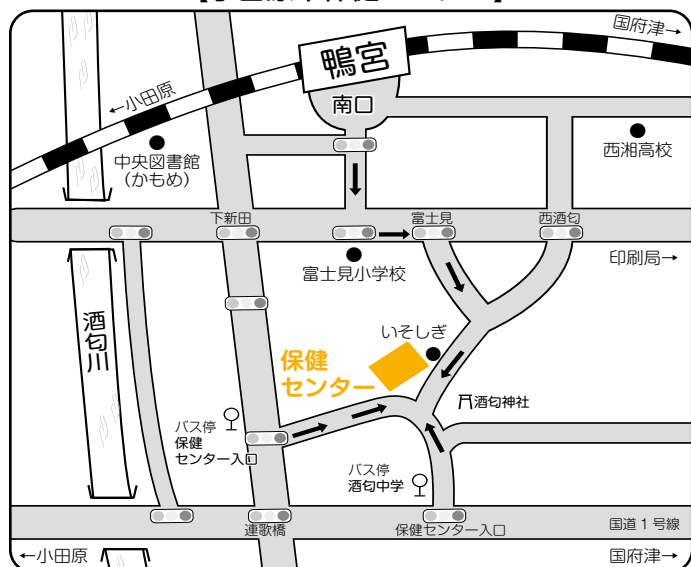 国府津→
鴨宮
南口
←小田原
中央図書館
(かもめ)
西湘高校
下新田
富士見
西酒匂
富士見小学校
印刷局→
酒匂川
いそしぎ
保健
センター
酒匂神社
バス停
保健
センター入口
バス停
酒匂中学
連歌橋
保健センター入口
国道1号線
←小田原
国府津→